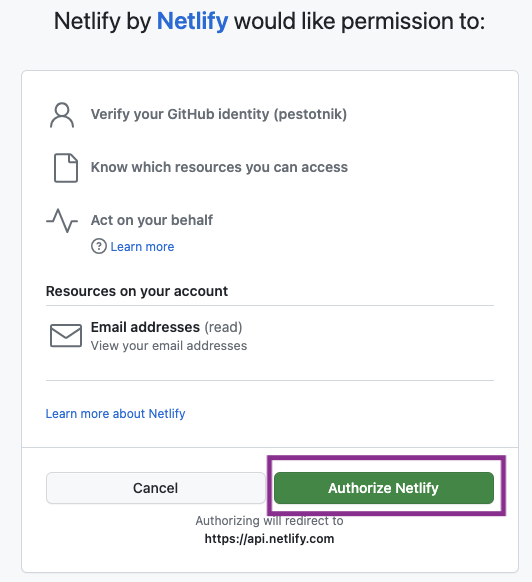 Netlify by Netlify would like permission to:
Verify your GitHub identity (pestotnik)
Know which resources you can access
Act on your behalf
? Learn more
Resources on your account
Email addresses (read)
View your email addresses
Learn more about Netlify
Cancel
Authorize Netlify
Authorizing will redirect to
https://api.netlify.com